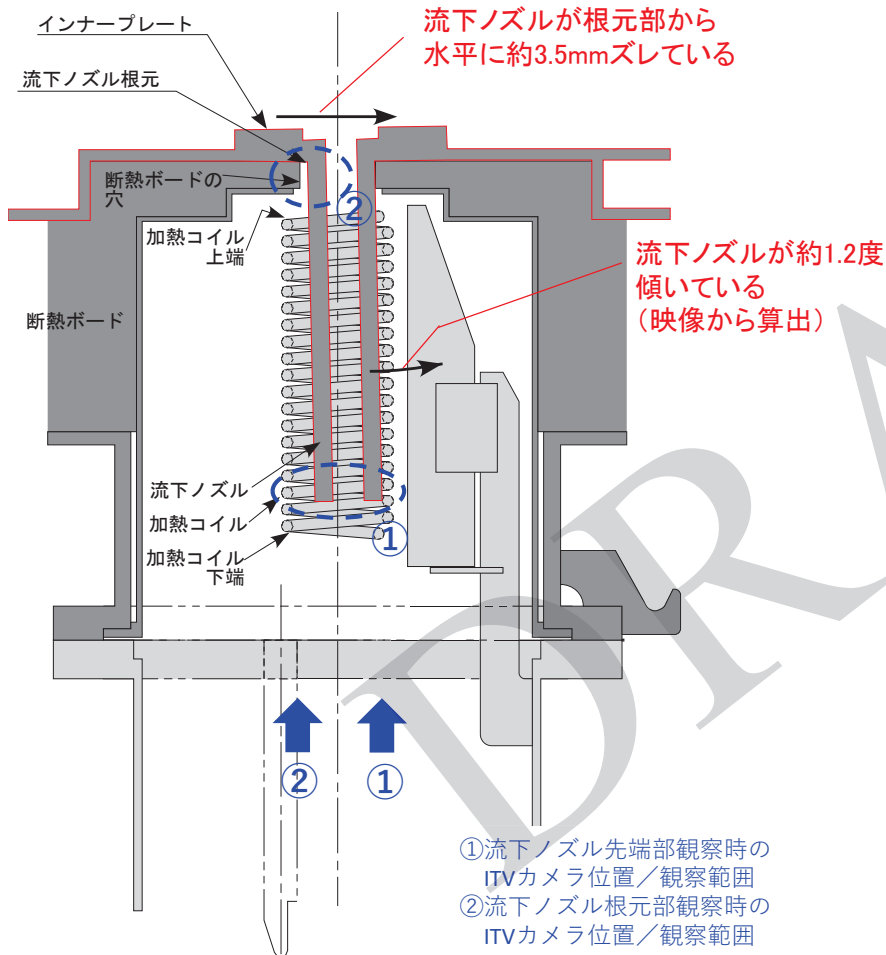 流下ノズルが根元部から
水平に約3.5mmズレている
インナープレート
流下ノズル根元
断熱ボードの
穴
②
加熱コイル
上端
流下ノズルが約1.2度
傾いている
（映像から算出）
断熱ボード
流下ノズル
加熱コイル
①
加熱コイル
下端
②
①
①流下ノズル先端部観察時の
ITVカメラ位置／観察範囲
②流下ノズル根元部観察時の
ITVカメラ位置／観察範囲
DRA